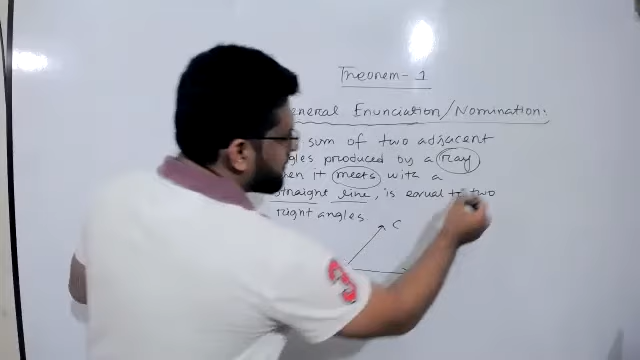 Theorem-1
General Enunciation/Nomination:
sum of two adjacent
angles produced by a ray
when it meets with a
straight line, is equal to two
right angles
C